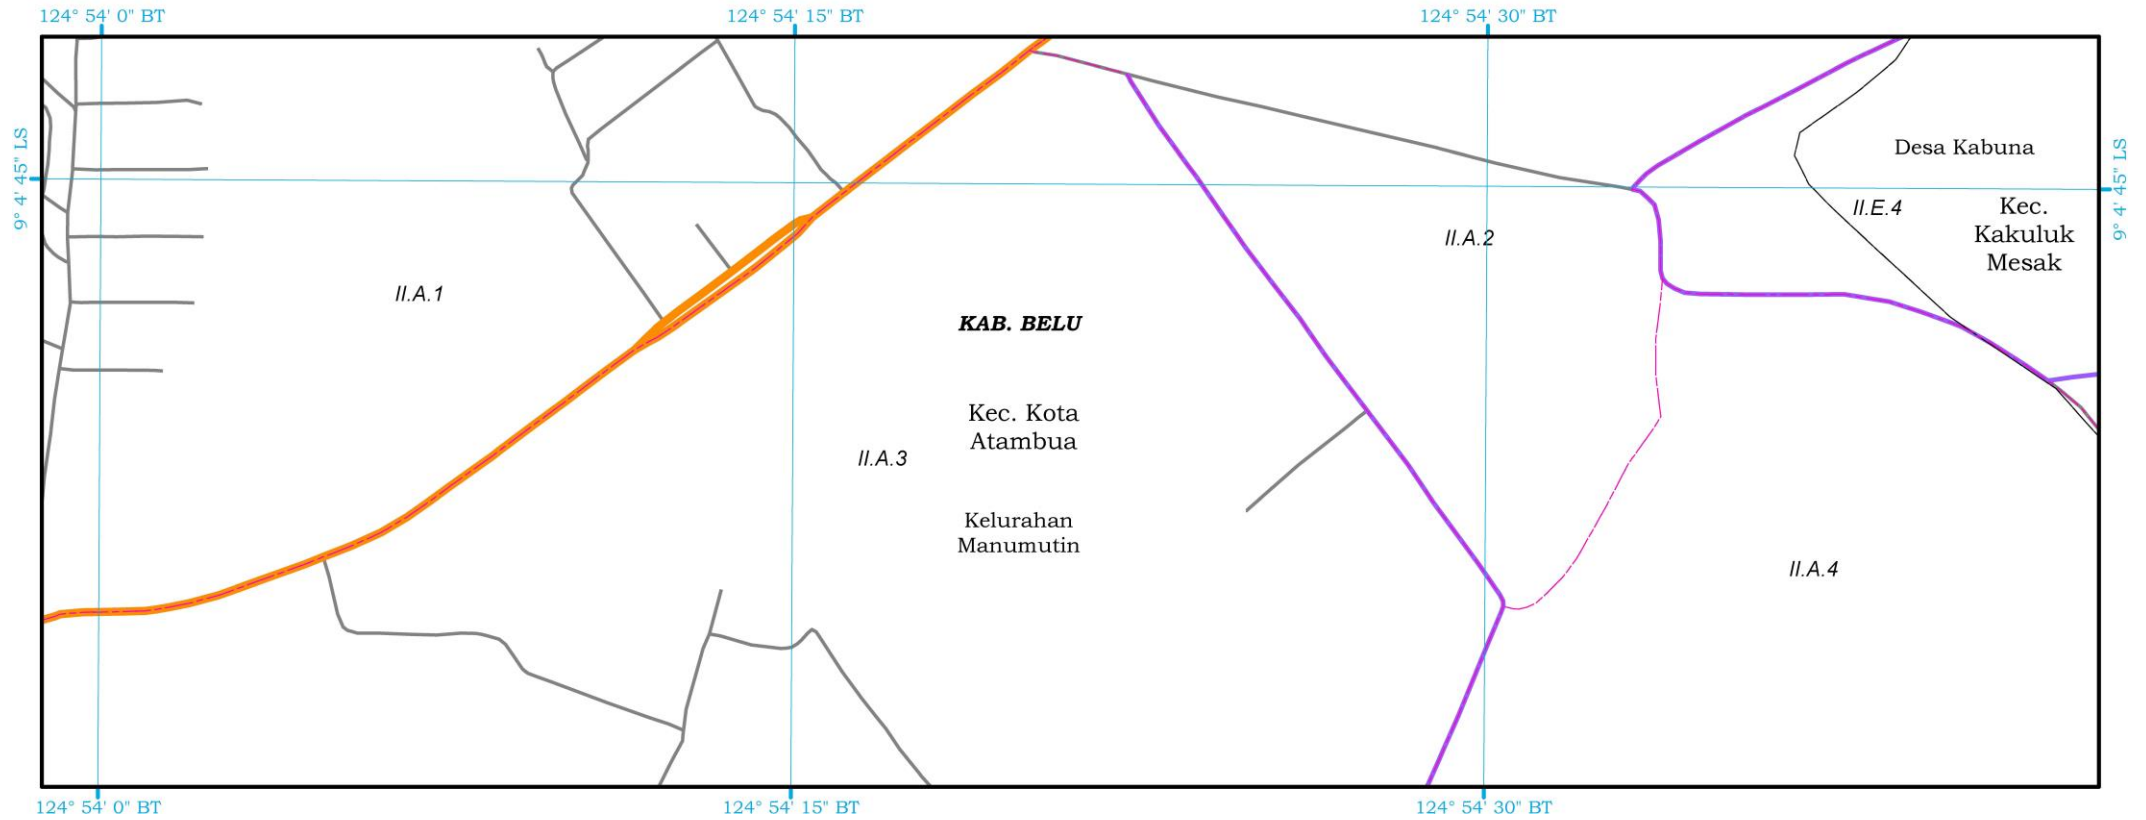 124° 54' 0" BT
124° 54' 15" BT
124° 54' 30" BT
9° 4' 45" LS
9° 4' 45" LS
Desa Kabuna
II.E.4
Kec.
Kakuluk
Mesak
II.A.2
II.A.1
KAB. BELU
Kec. Kota
Atambua
II.A.3
Kelurahan
Manumutin
II.A.4
124° 54' 0" BT
124° 54' 15" BT
124° 54' 30" BT